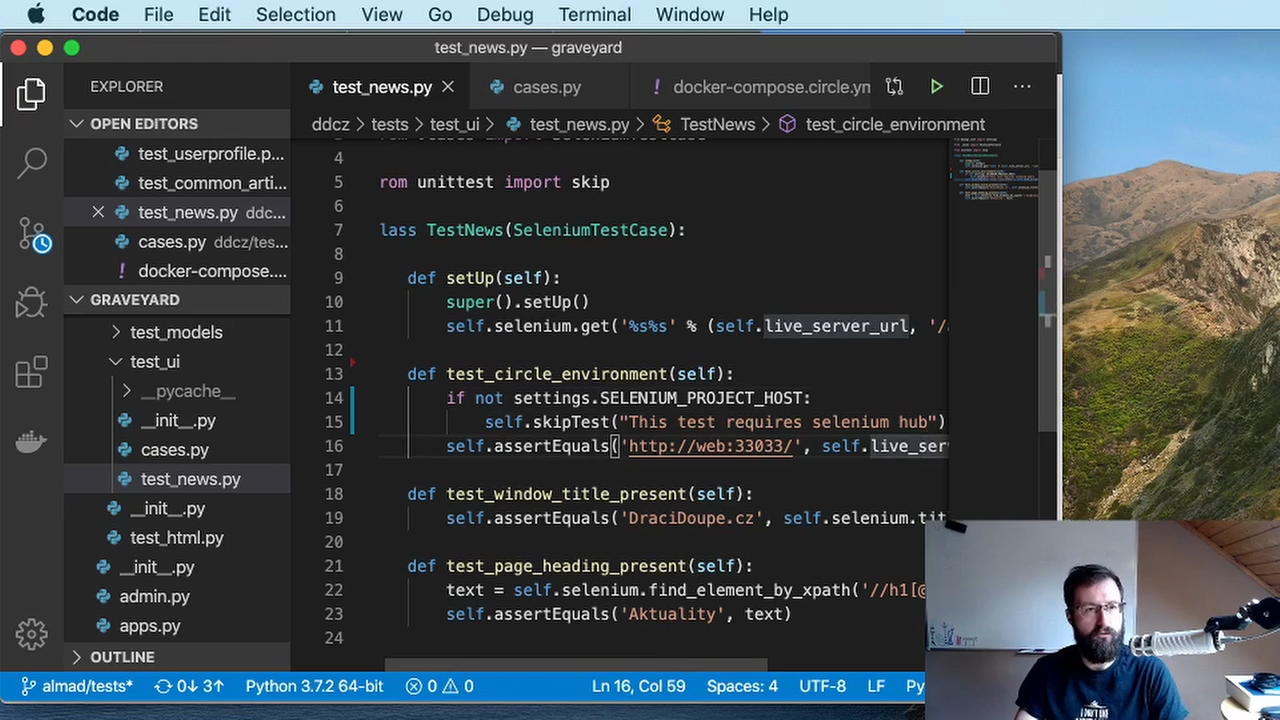 Code File Edit Selection View Go Debug Terminal Window Help
test_news.py — graveyard
EXPLORER
test_news.py
cases.py
docker-compose.circle.ym
OPEN EDITORS
ddcz > tests > test_ui > test_news.py > TestNews > test_circle_environment
test_userprofile.p...
test_common_arti...
test_news.py ddc...
cases.py ddcz/tes...
docker-compose....
GRAVEYARD
test_models
test_ui
__pycache__
__init__.py
cases.py
test_news.py
__init__.py
test_html.py
__init__.py
admin.py
apps.py
OUTLINE
4
5 rom unittest import skip
6
7 lass TestNews(SeleniumTestCase):
8
9 def setUp(self):
10 super().setUp()
11 self.selenium.get('%s%s' % (self.live_server_url, '/
12
13 def test_circle_environment(self):
14 if not settings.SELENIUM_PROJECT_HOST:
15 self.skipTest("This test requires selenium hub")
16 self.assertEquals('http://web:33033/', self.live_ser
17
18 def test_window_title_present(self):
19 self.assertEquals('DraciDoupe.cz', self.selenium.tit
20
21 def test_page_heading_present(self):
22 text = self.selenium.find_element_by_xpath('//h1[@
23 self.assertEquals('Aktuality', text)
24
almad/tests* 0↓ 3↑ Python 3.7.2 64-bit 0 0 Ln 16, Col 59 Spaces: 4 UTF-8 LF Py